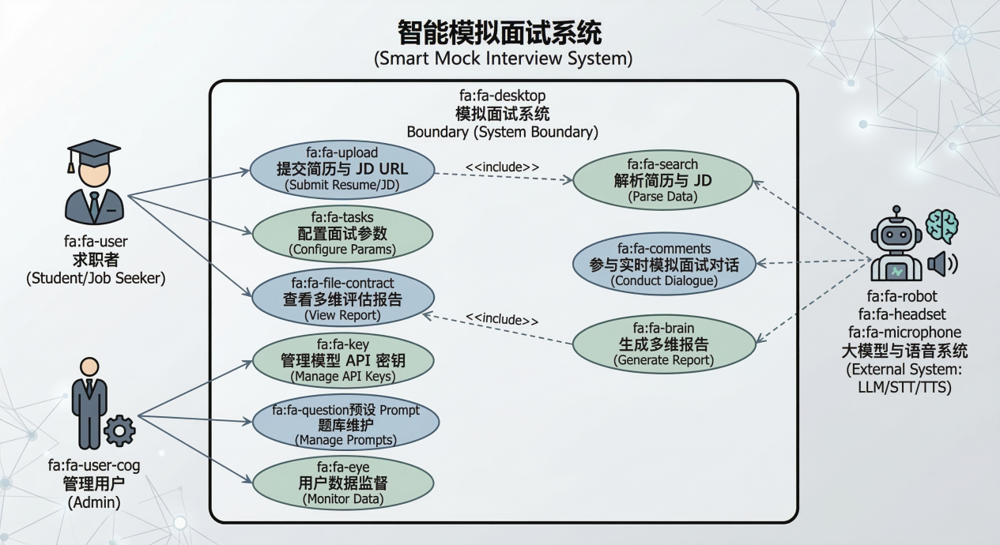 智能模拟面试系统
(Smart Mock Interview System)
fa:fa-desktop
模拟面试系统
Boundary (System Boundary)
fa:fa-user
求职者
(Student/Job Seeker)
fa:fa-user-cog
管理用户
(Admin)
fa:fa-upload
提交简历与 JD URL
(Submit Resume/JD)
<<include>>
fa:fa-tasks
配置面试参数
(Configure Params)
fa:fa-file-contract
查看多维评估报告
(View Report)
<<include>>
fa:fa-key
管理模型 API 密钥
(Manage API Keys)
fa:fa-question预设 Prompt
题库维护
(Manage Prompts)
fa:fa-eye
用户数据监督
(Monitor Data)
fa:fa-search
解析简历与 JD
(Parse Data)
fa:fa-comments
参与实时模拟面试对话
(Conduct Dialogue)
fa:fa-brain
生成多维报告
(Generate Report)
fa:fa-robot
fa:fa-headset
fa:fa-microphone
大模型与语音系统
(External System:
LLM/STT/TTS)